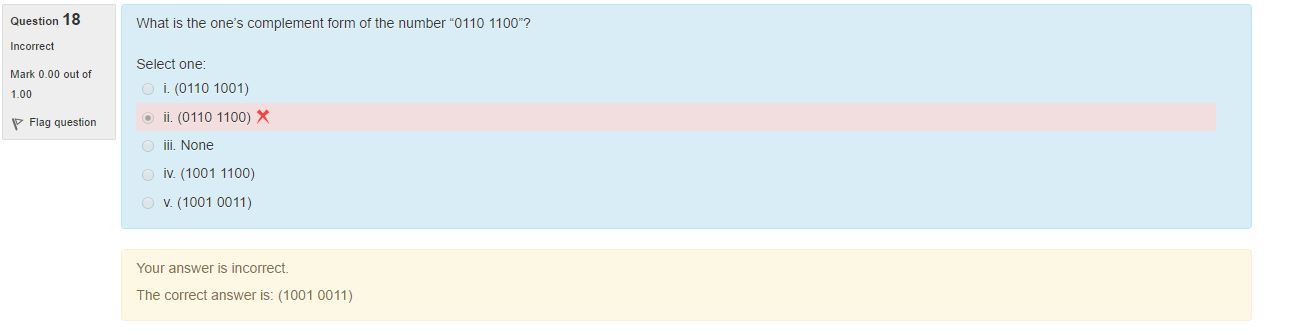 Question 18
Incorrect
Mark 0.00 out of
1.00
Flag question
What is the one's complement form of the number “0110 1100”?
Select one:
i. (0110 1001)
ii. (0110 1100)
iii. None
iv. (1001 1100)
v. (1001 0011)
Your answer is incorrect.
The correct answer is: (1001 0011)